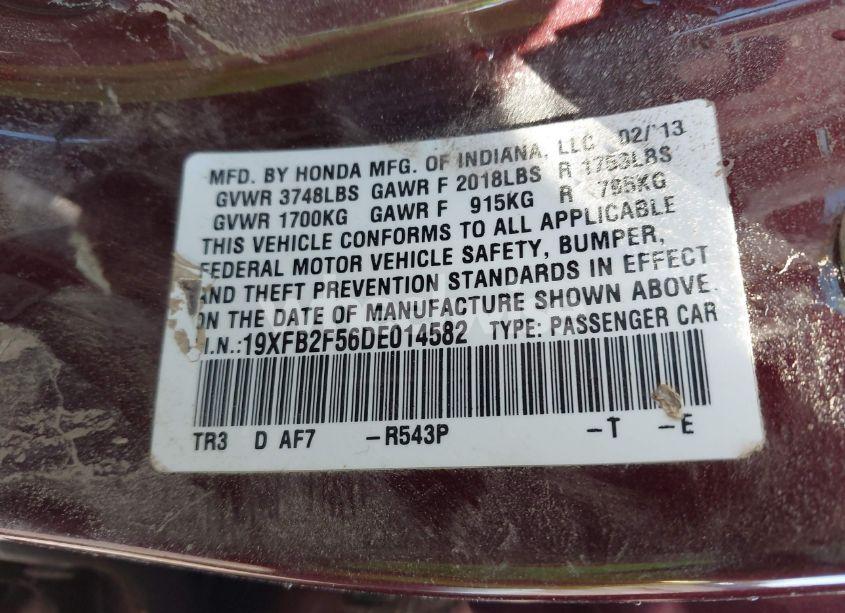 MFD. BY HONDA MFG. OF INDIANA, LLC 02/'13
GVWR 3748LBS GAWR F 2018LBS R 1753LBS
GVWR 1700KG GAWR F 915KG R 795KG
THIS VEHICLE CONFORMS TO ALL APPLICABLE
FEDERAL MOTOR VEHICLE SAFETY, BUMPER,
AND THEFT PREVENTION STANDARDS IN EFFECT
ON THE DATE OF MANUFACTURE SHOWN ABOVE.
V.I.N.:19XFB2F56DE014582 TYPE: PASSENGER CAR
TR3 D AF7 -R543P -T -E